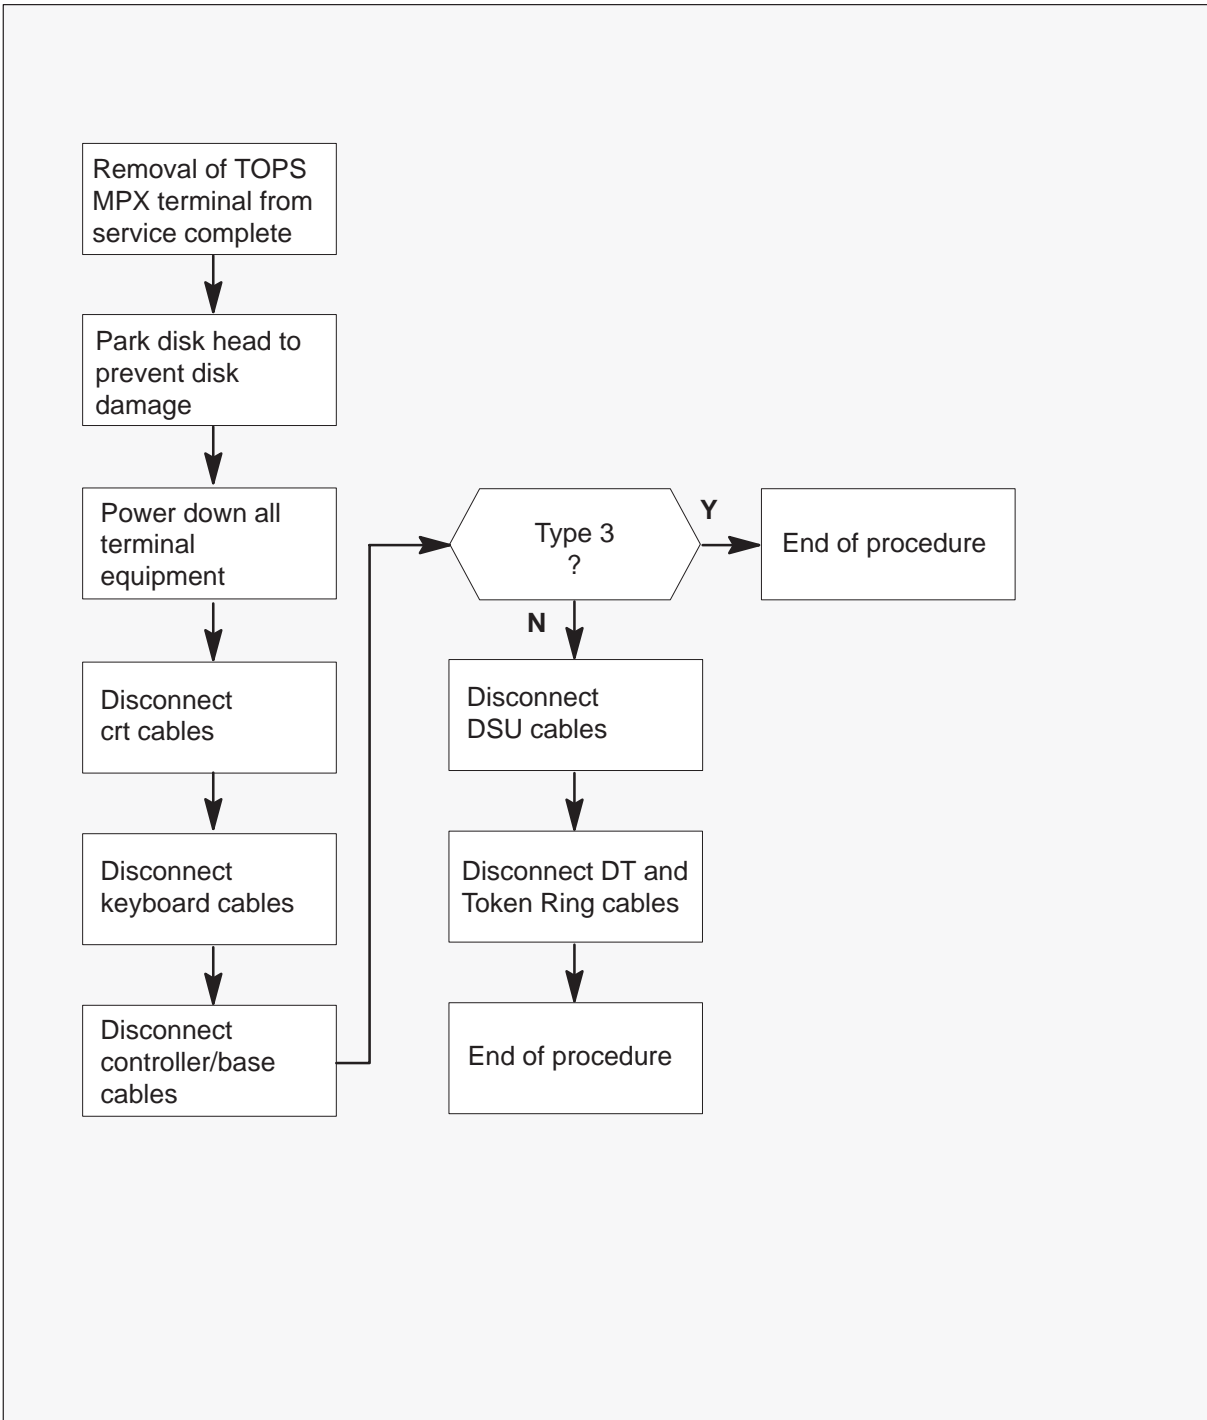 Removal of TOPS
MPX terminal from
service complete
Park disk head to
prevent disk
damage
Power down all
terminal
equipment
Disconnect
crt cables
Disconnect
keyboard cables
Disconnect
controller/base
cables
Type 3
?
Y
End of procedure
N
Disconnect
DSU cables
Disconnect DT and
Token Ring cables
End of procedure